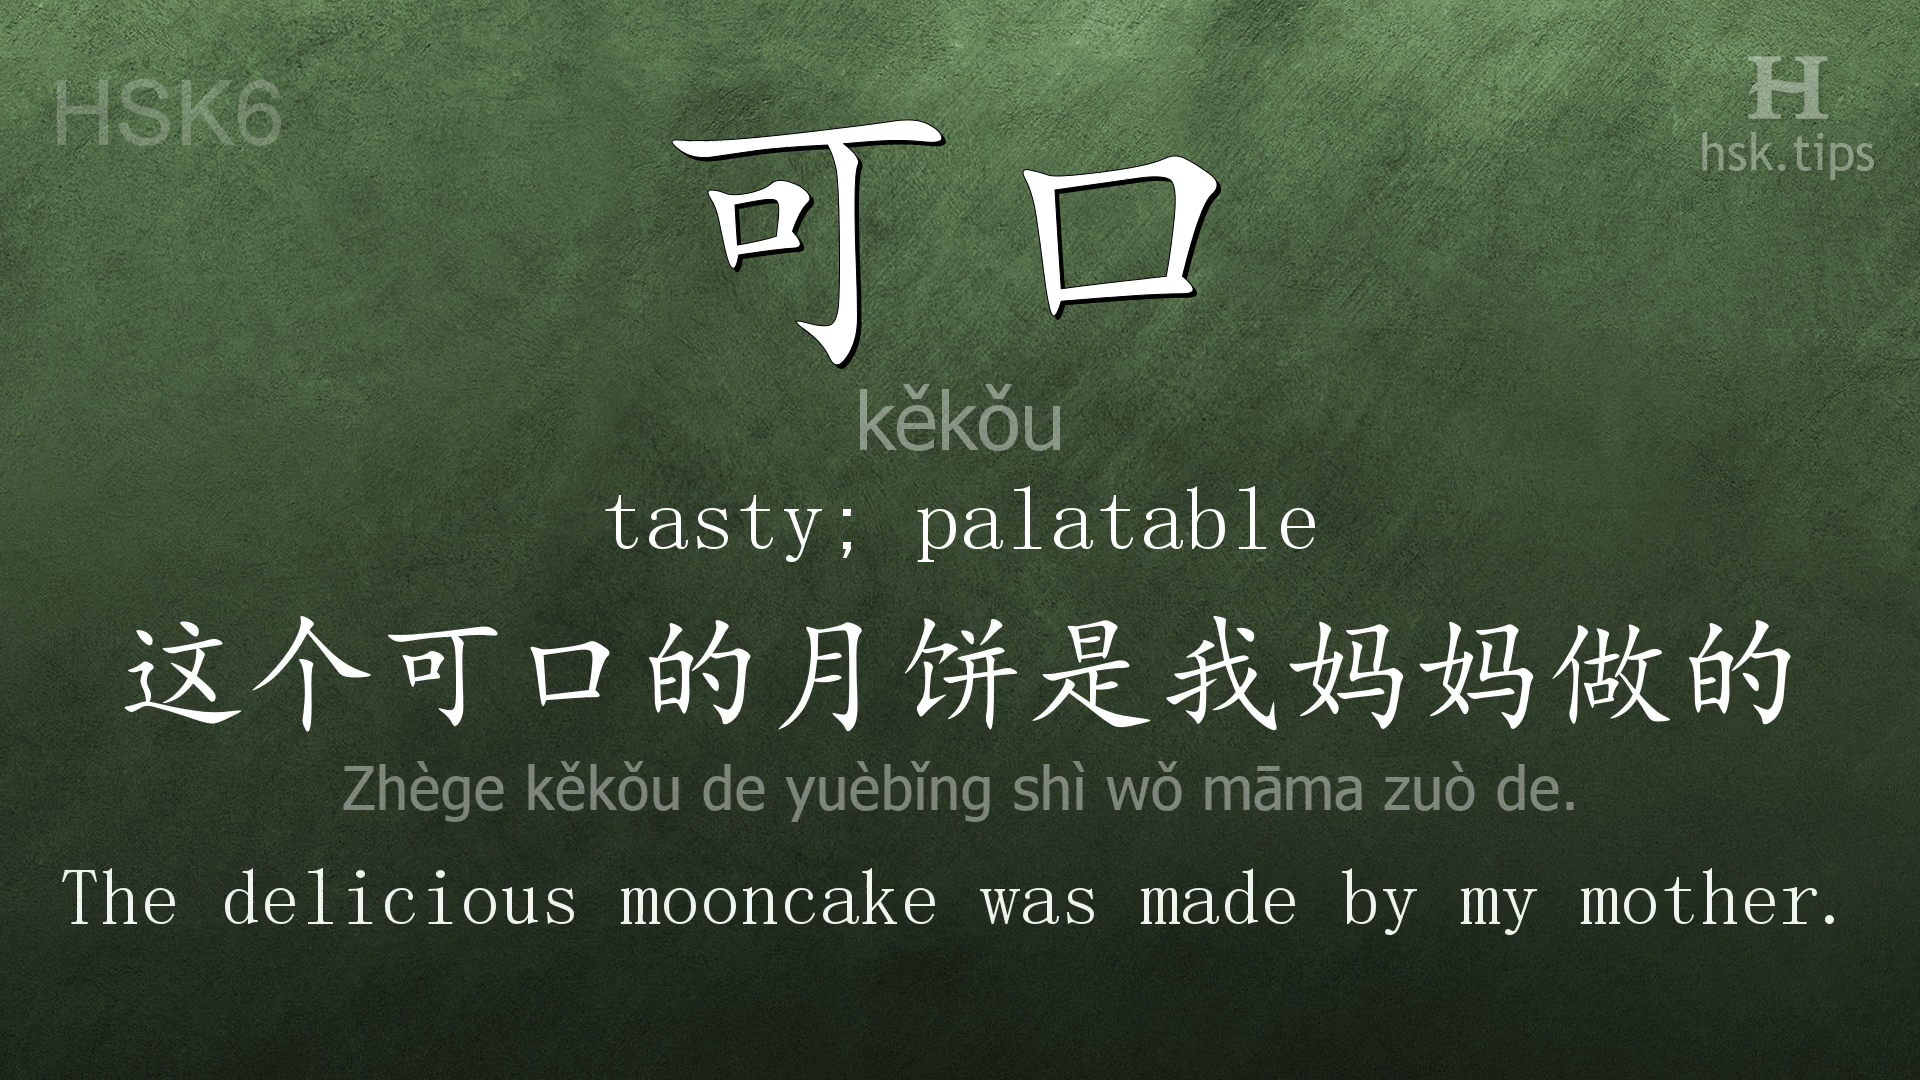 HSK6
H
hsk.tips
可口
kěkǒu
tasty; palatable
这个可口的月饼是我妈妈做的
Zhège kěkǒu de yuèbǐng shì wǒ māma zuò de.
The delicious mooncake was made by my mother.